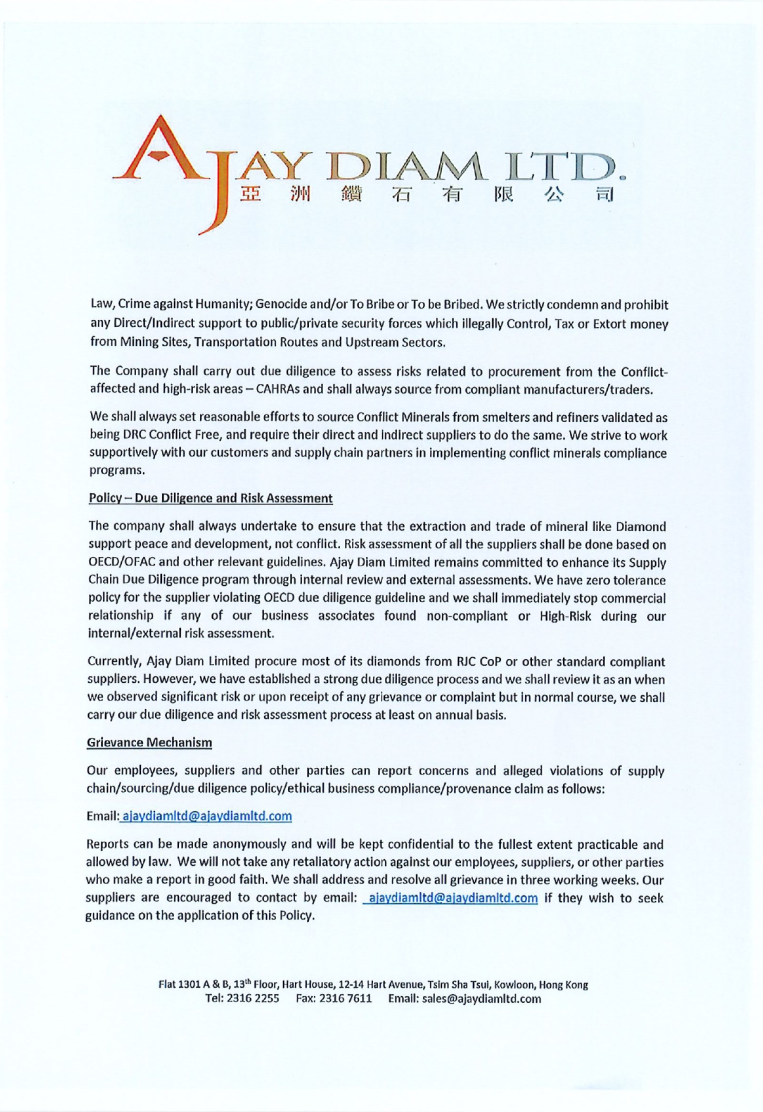 AJAY DIAM LTD.
亞洲鑽石有限公司
Law, Crime against Humanity; Genocide and/or To Bribe or To be Bribed. We strictly condemn and prohibit
any Direct/Indirect support to public/private security forces which illegally Control, Tax or Extort money
from Mining Sites, Transportation Routes and Upstream Sectors.
The Company shall carry out due diligence to assess risks related to procurement from the Conflict-
affected and high-risk areas – CAHRAs and shall always source from compliant manufacturers/traders.
We shall always set reasonable efforts to source Conflict Minerals from smelters and refiners validated as
being DRC Conflict Free, and require their direct and indirect suppliers to do the same. We strive to work
supportively with our customers and supply chain partners in implementing conflict minerals compliance
programs.
Policy – Due Diligence and Risk Assessment
The company shall always undertake to ensure that the extraction and trade of mineral like Diamond
support peace and development, not conflict. Risk assessment of all the suppliers shall be done based on
OECD/OFAC and other relevant guidelines. Ajay Diam Limited remains committed to enhance its Supply
Chain Due Diligence program through internal review and external assessments. We have zero tolerance
policy for the supplier violating OECD due diligence guideline and we shall immediately stop commercial
relationship if any of our business associates found non-compliant or High-Risk during our
internal/external risk assessment.
Currently, Ajay Diam Limited procure most of its diamonds from RJC CoP or other standard compliant
suppliers. However, we have established a strong due diligence process and we shall review it as an when
we observed significant risk or upon receipt of any grievance or complaint but in normal course, we shall
carry our due diligence and risk assessment process at least on annual basis.
Grievance Mechanism
Our employees, suppliers and other parties can report concerns and alleged violations of supply
chain/sourcing/due diligence policy/ethical business compliance/provenance claim as follows:
Email: ajaydiamltd@ajaydiamltd.com
Reports can be made anonymously and will be kept confidential to the fullest extent practicable and
allowed by law. We will not take any retaliatory action against our employees, suppliers, or other parties
who make a report in good faith. We shall address and resolve all grievance in three working weeks. Our
suppliers are encouraged to contact by email: ajaydiamltd@ajaydiamltd.com if they wish to seek
guidance on the application of this Policy.
Flat 1301 A & B, 13th Floor, Hart House, 12-14 Hart Avenue, Tsim Sha Tsui, Kowloon, Hong Kong
Tel: 2316 2255 Fax: 2316 7611 Email: sales@ajaydiamltd.com